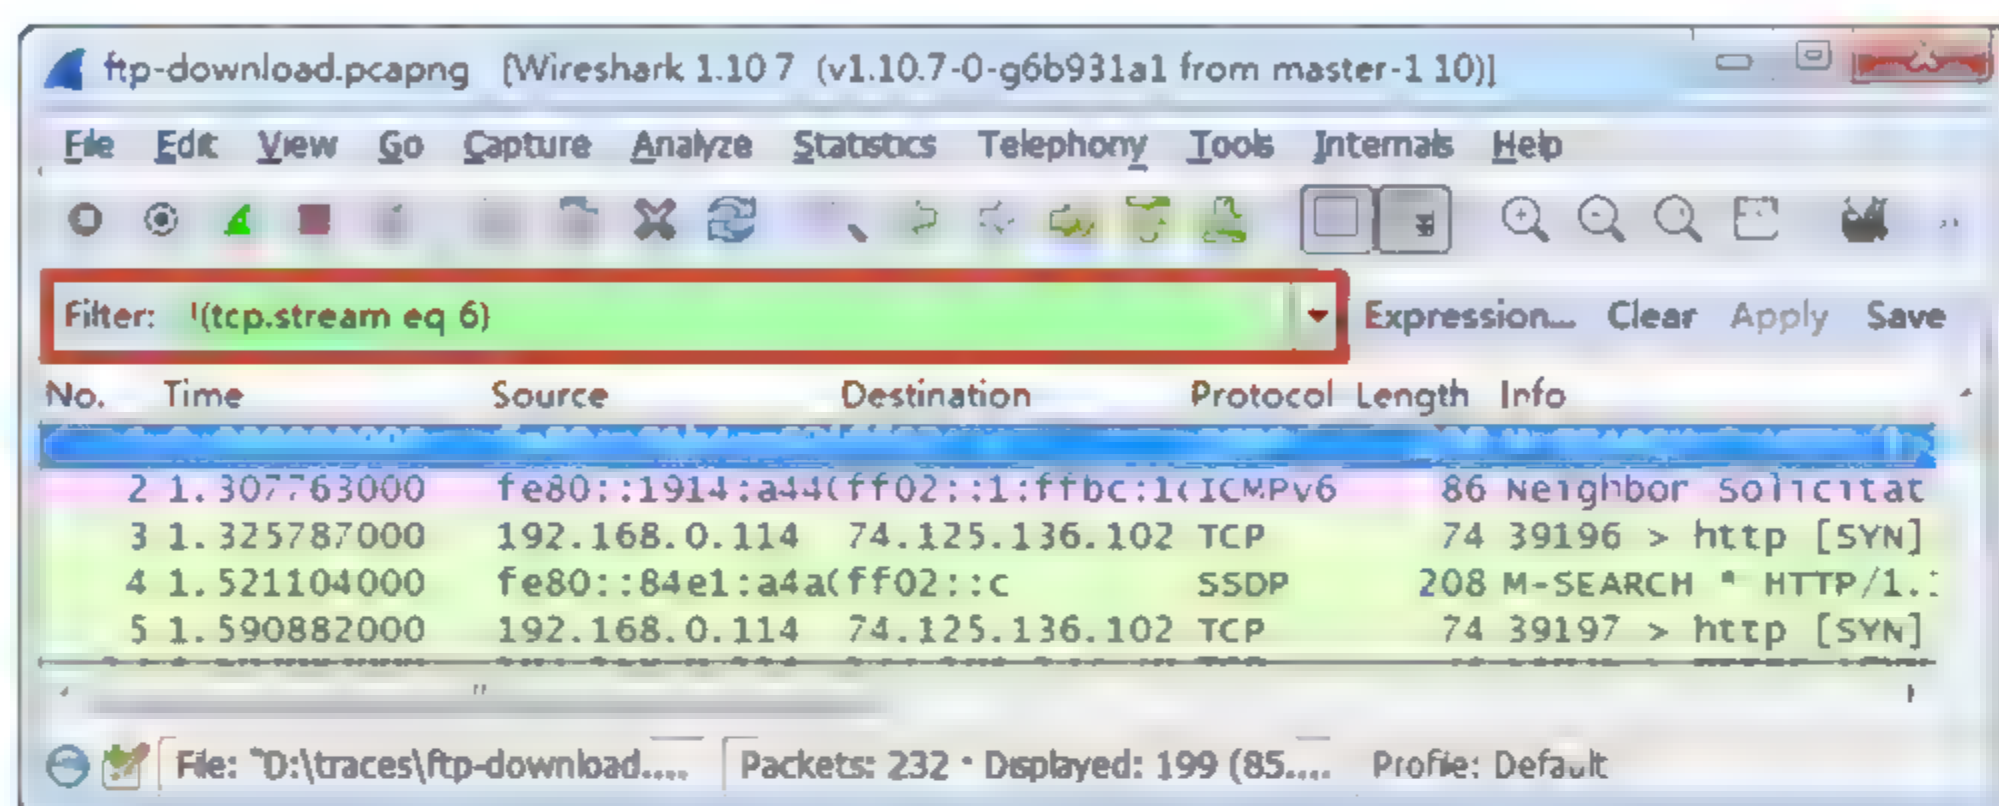 ftp-download.pcapng [Wireshark 1.10 7 (v1.10.7-0-g6b931a1 from master-1 10)]
File Edit View Go Capture Analyze Statistics Telephony Tools Internals Help
Filter: !(tcp.stream eq 6) Expression... Clear Apply Save
No. Time Source Destination Protocol Length Info
2 1.307763000 fe80::1914:a44(ff02::1:ffbc:1(ICMPv6 86 Neighbor Solicitat
3 1.325787000 192.168.0.114 74.125.136.102 TCP 74 39196 > http [SYN]
4 1.521104000 fe80::84e1:a4a(ff02::c SSDP 208 M-SEARCH * HTTP/1.
5 1.590882000 192.168.0.114 74.125.136.102 TCP 74 39197 > http [SYN]
File: "D:\traces\ftp-download.... Packets: 232 · Displayed: 199 (85.... Profile: Default